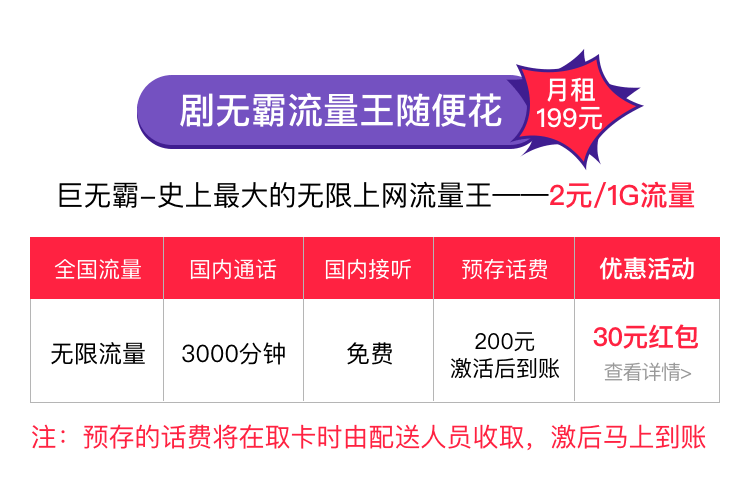 剧无霸流量王随便花
月租
199元
巨无霸-史上最大的无限上网流量王——2元/1G流量
全国流量 国内通话 国内接听 预存话费 优惠活动
无限流量 3000分钟 免费 200元 30元红包
激活后到账 查看详情>
注：预存的话费将在取卡时由配送人员收取，激后马上到账